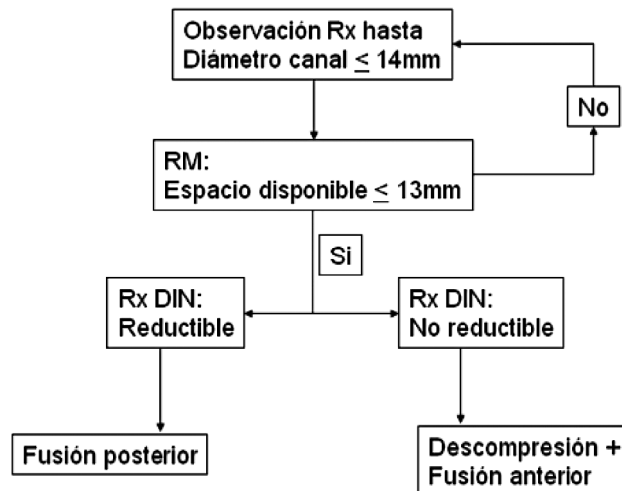 Observación Rx hasta
Diámetro canal ≤ 14mm
No
RM:
Espacio disponible ≤ 13mm
Si
Rx DIN:
Reductible
Rx DIN:
No reductible
Fusión posterior
Descompresión +
Fusión anterior